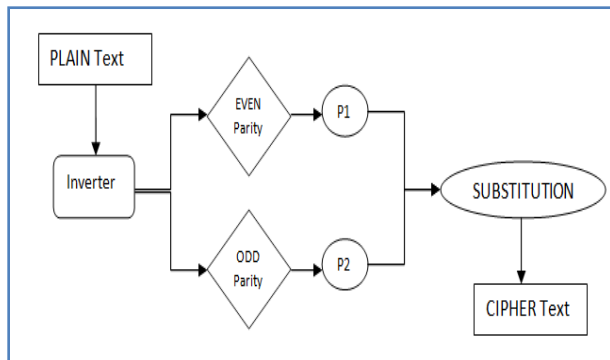 PLAIN Text
Inverter
EVEN
Parity
P1
ODD
Parity
P2
SUBSTITUTION
CIPHER Text